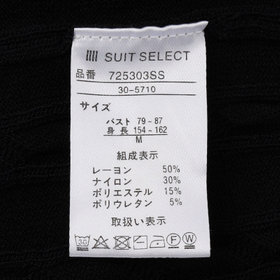 SUIT SELECT
品番 725303SS
30-5710
サイズ
バスト 79 - 87
身長 154 - 162
M
組成表示
レーヨン 50%
ナイロン 30%
ポリエステル 15%
ポリウレタン 5%
取扱い表示